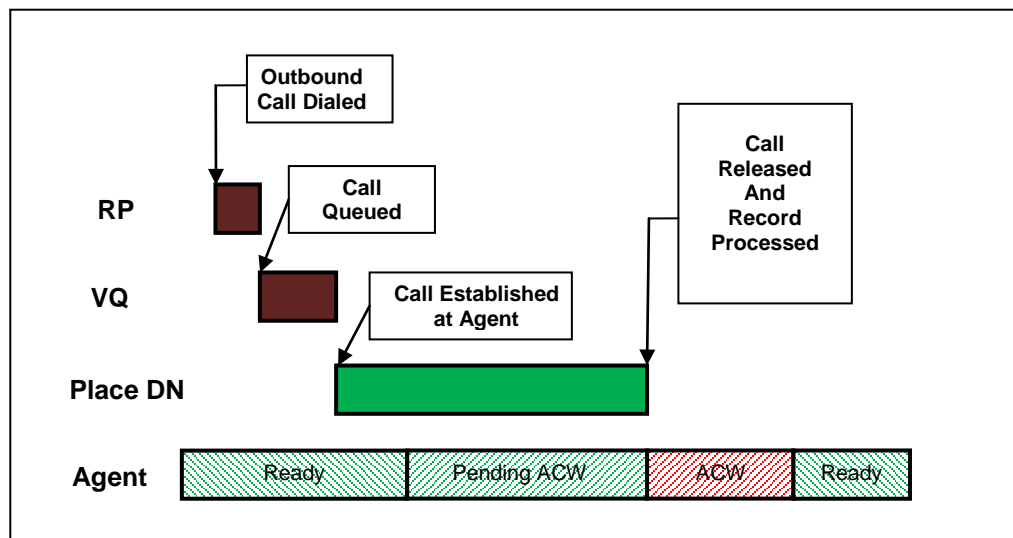 Outbound
Call Dialed
Call
Released
And
Record
Processed
RP
Call
Queued
VQ
Call Established
at Agent
Place DN
Agent
Ready
Pending ACW
ACW
Ready